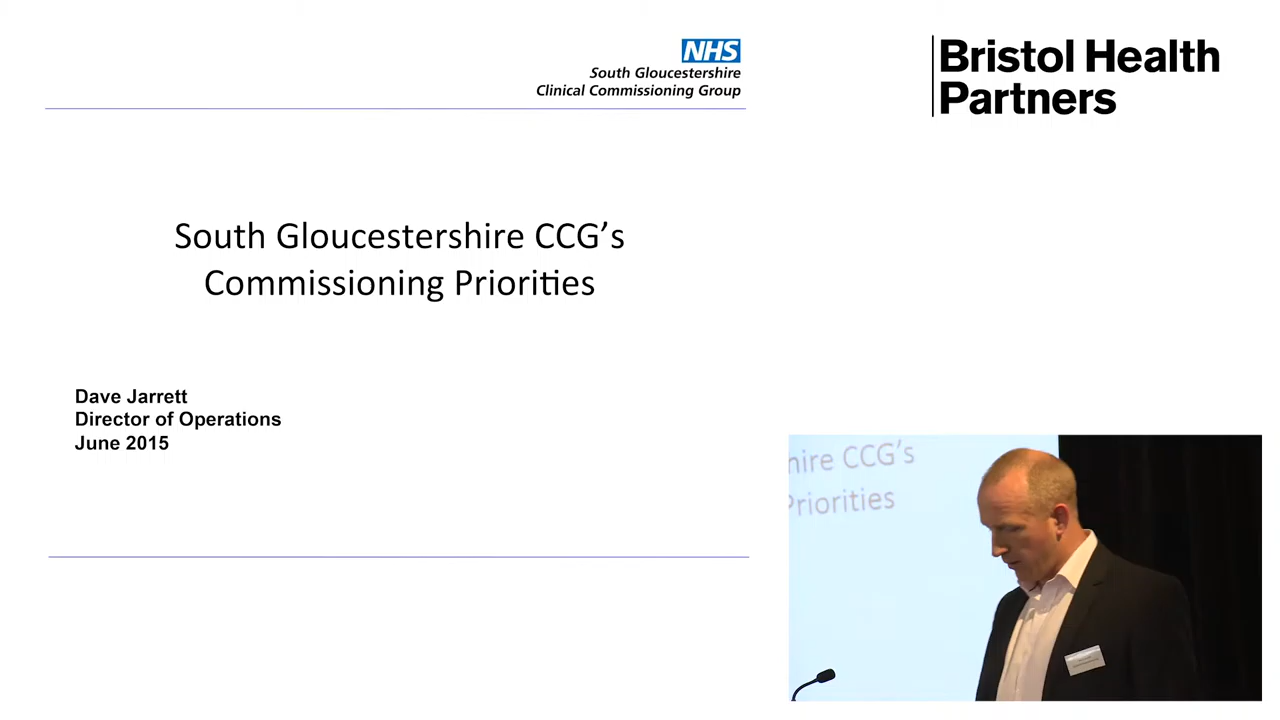 NHS
South Gloucestershire
Clinical Commissioning Group
Bristol Health
Partners
South Gloucestershire CCG’s
Commissioning Priorities
Dave Jarrett
Director of Operations
June 2015
hire CCG’s
Priorities